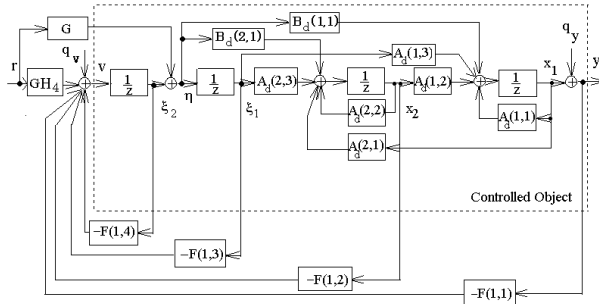 G
B_d(1,1)
q_v
B_d(2,1)
A_d(1,3)
q_y
r
GH_4
v
1/z
ξ_2
η
1/z
ξ_1
A_d(2,3)
1/z
A_d(1,2)
x_2
1/z
x_1
y
A_d(2,2)
A_d(1,1)
A_d(2,1)
Controlled Object
-F(1,4)
-F(1,3)
-F(1,2)
-F(1,1)